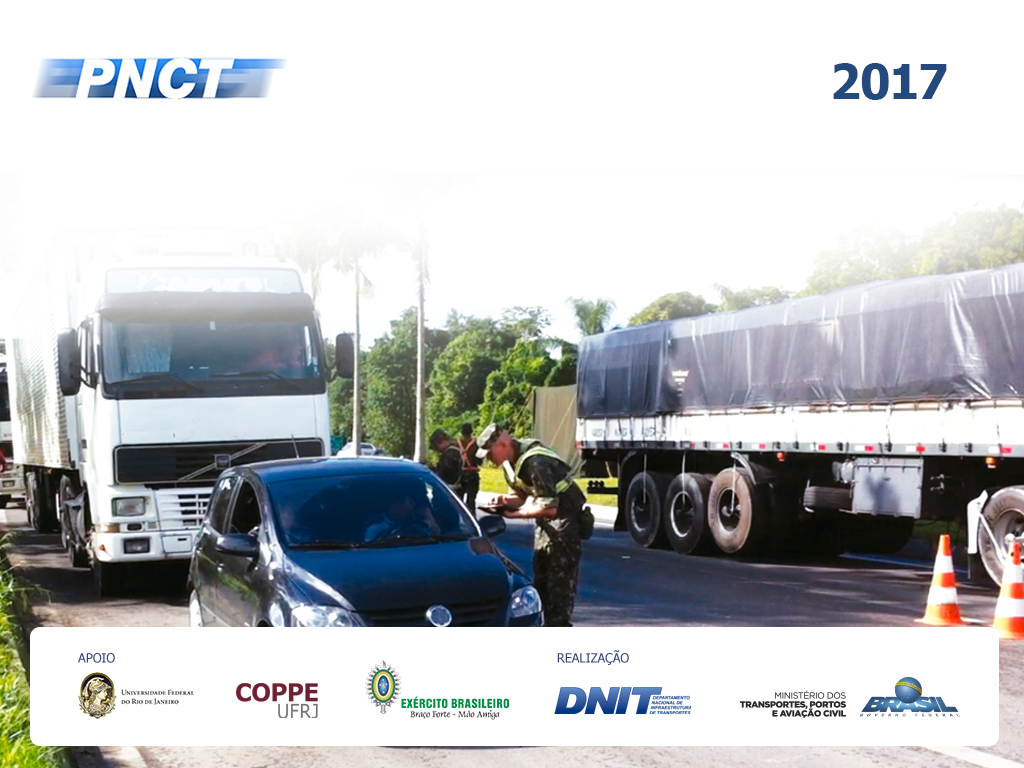 PNCT
2017
APOIO
UNIVERSIDADE FEDERAL
DO RIO DE JANEIRO
COPPE
UFRJ
EXÉRCITO BRASILEIRO
Braço Forte - Mão Amiga
REALIZAÇÃO
DNIT
DEPARTAMENTO
NACIONAL DE
INFRAESTRUTURA
DE TRANSPORTES
MINISTÉRIO DOS
TRANSPORTES, PORTOS
E AVIAÇÃO CIVIL
BRASIL
GOVERNO FEDERAL